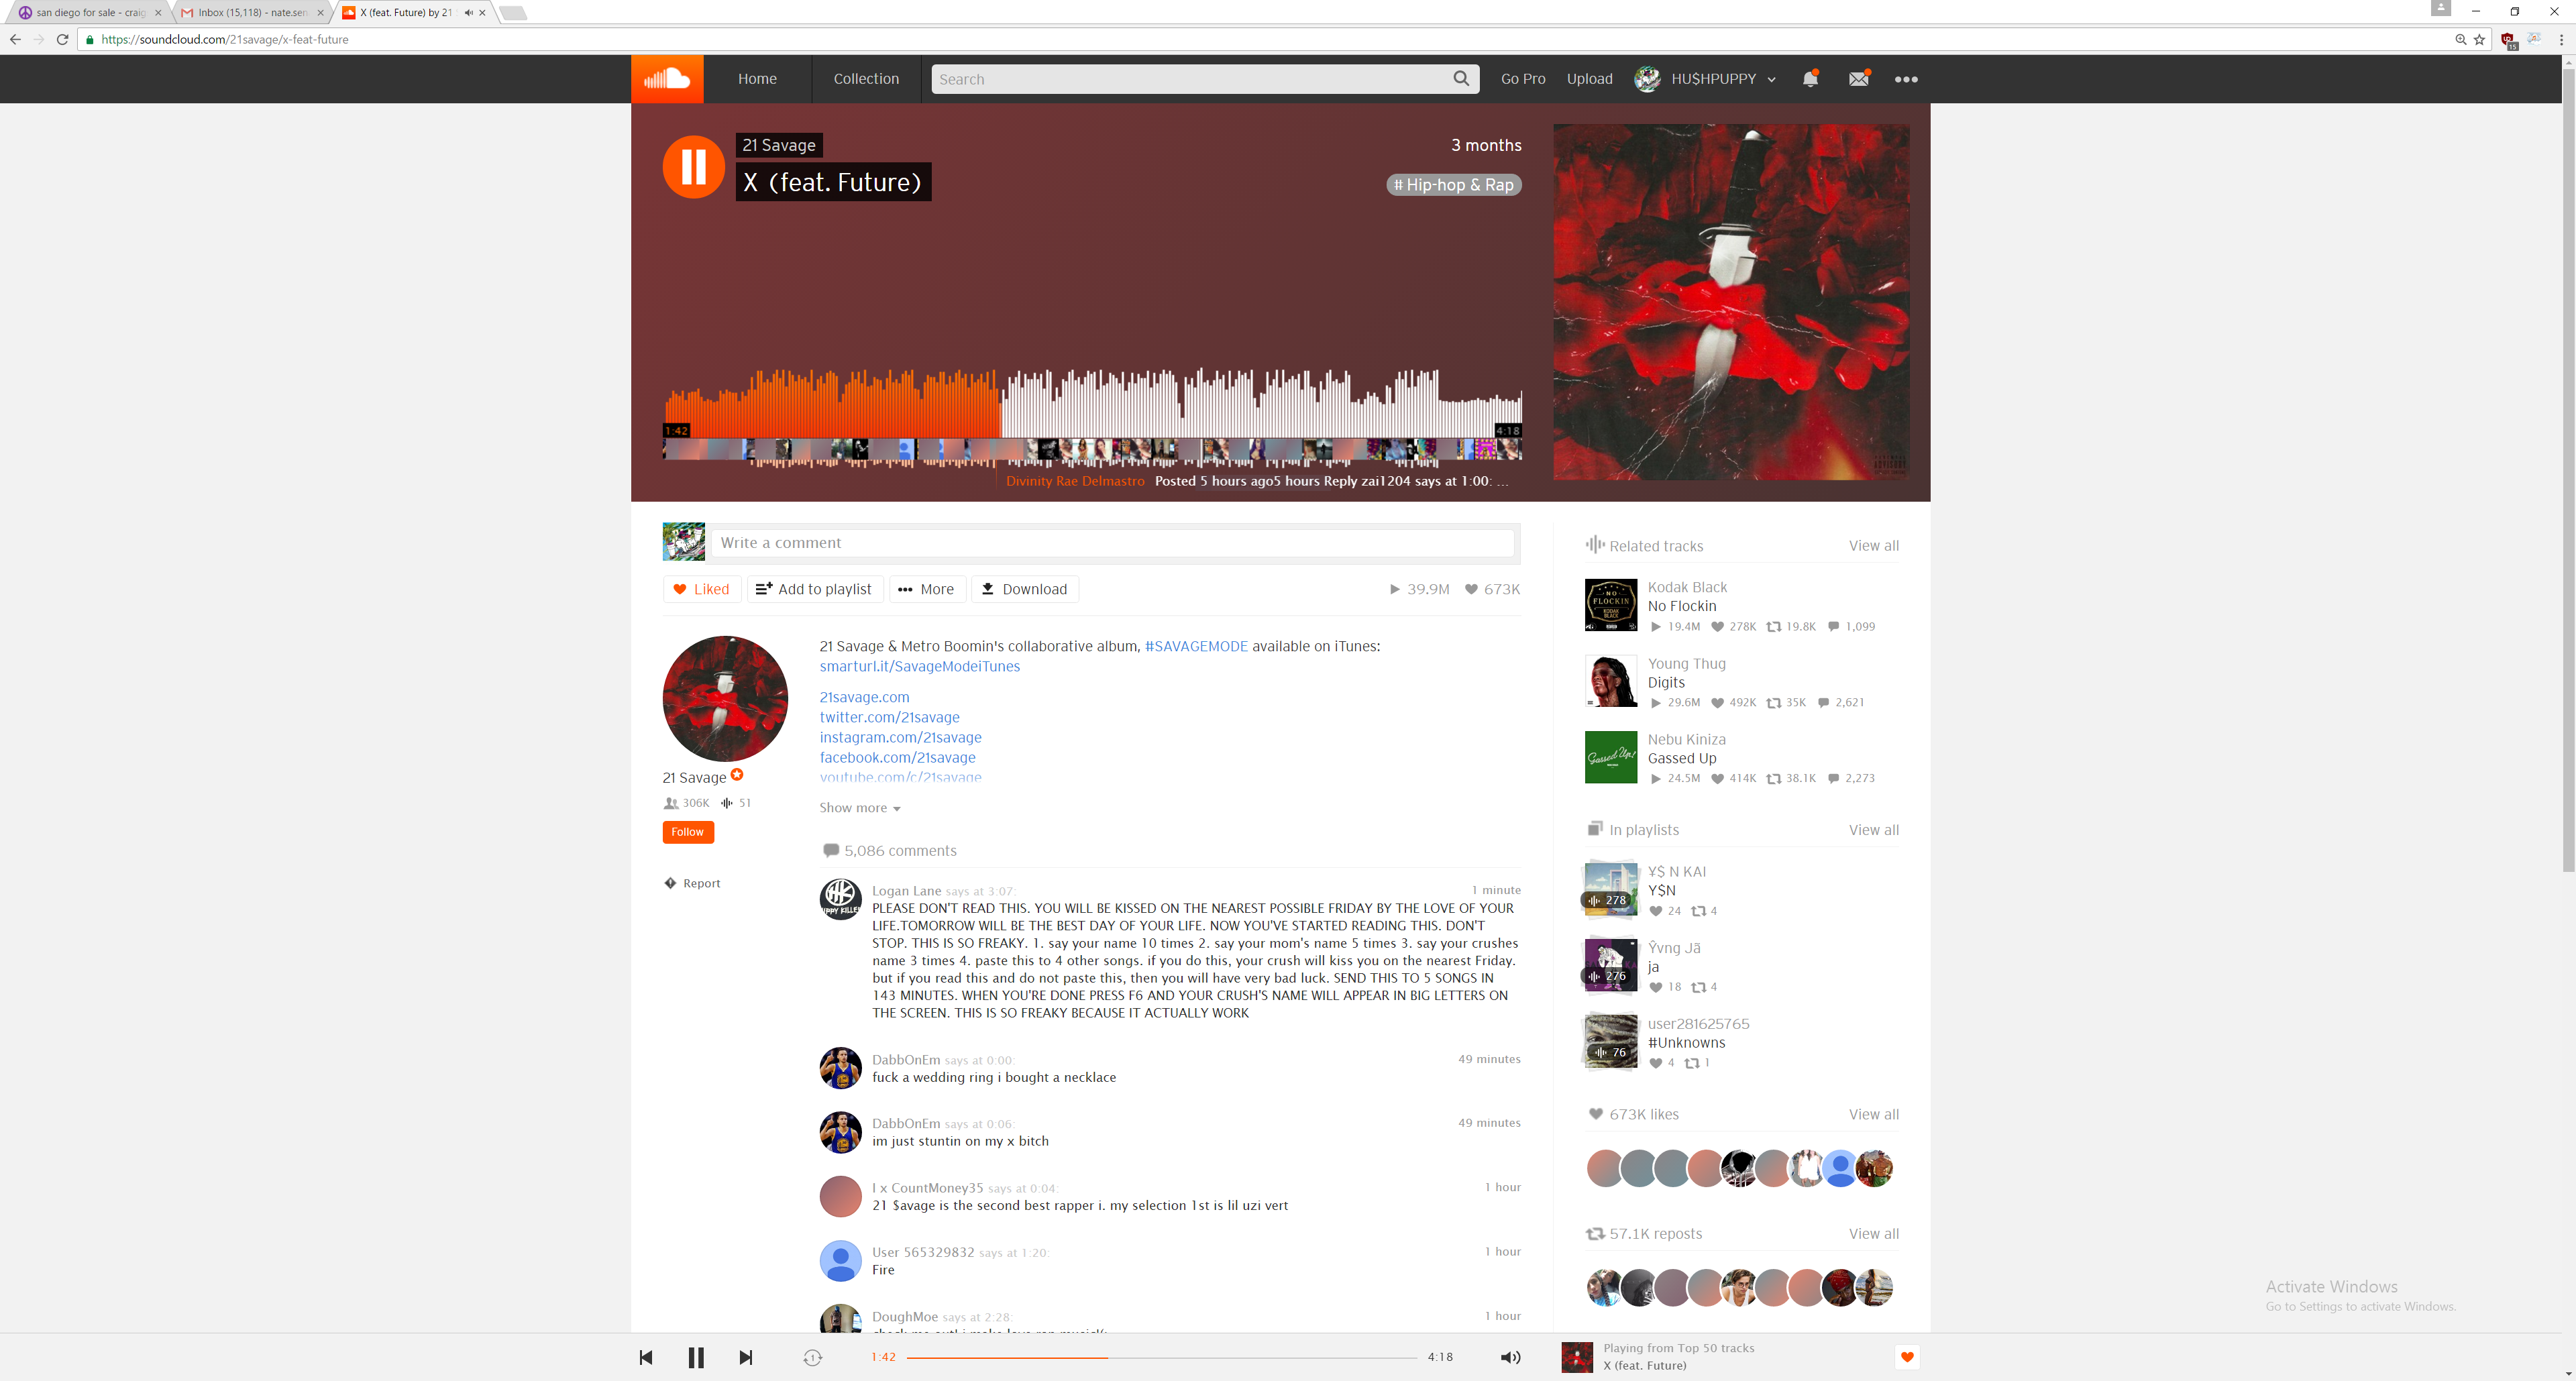 san diego for sale - craig
Inbox (15,118) - nate.sen
X (feat. Future) by 21
https://soundcloud.com/21savage/x-feat-future
15
Home
Collection
Search
Go Pro
Upload
HU$HPUPPY
21 Savage
X (feat. Future)
3 months
# Hip-hop & Rap
1:42
4:18
Divinity Rae Delmastro Posted 5 hours ago5 hours Reply zai1204 says at 1:00: ...
Write a comment
Liked
Add to playlist
More
Download
39.9M
673K
21 Savage
306K
51
Follow
Report
21 Savage & Metro Boomin's collaborative album, #SAVAGEMODE available on iTunes:
smarturl.it/SavageModeiTunes
21savage.com
twitter.com/21savage
instagram.com/21savage
facebook.com/21savage
youtube.com/c/21savage
Show more
5,086 comments
Logan Lane says at 3:07:
1 minute
PLEASE DON'T READ THIS. YOU WILL BE KISSED ON THE NEAREST POSSIBLE FRIDAY BY THE LOVE OF YOUR
LIFE.TOMORROW WILL BE THE BEST DAY OF YOUR LIFE. NOW YOU'VE STARTED READING THIS. DON'T
STOP. THIS IS SO FREAKY. 1. say your name 10 times 2. say your mom's name 5 times 3. say your crushes
name 3 times 4. paste this to 4 other songs. if you do this, your crush will kiss you on the nearest Friday.
but if you read this and do not paste this, then you will have very bad luck. SEND THIS TO 5 SONGS IN
143 MINUTES. WHEN YOU'RE DONE PRESS F6 AND YOUR CRUSH'S NAME WILL APPEAR IN BIG LETTERS ON
THE SCREEN. THIS IS SO FREAKY BECAUSE IT ACTUALLY WORK
DabbOnEm says at 0:00:
49 minutes
fuck a wedding ring i bought a necklace
DabbOnEm says at 0:06:
49 minutes
im just stuntin on my x bitch
I x CountMoney35 says at 0:04:
1 hour
21 $avage is the second best rapper i. my selection 1st is lil uzi vert
User 565329832 says at 1:20:
1 hour
Fire
DoughMoe says at 2:28:
1 hour
Related tracks
View all
NO
FLOCKIN
KODAK
BLACK
Kodak Black
No Flockin
19.4M 278K 19.8K 1,099
Young Thug
Digits
29.6M 492K 35K 2,621
Gassed Up!
Nebu Kiniza
Gassed Up
24.5M 414K 38.1K 2,273
In playlists
View all
278
¥$ N KAI
Y$N
24 4
276
Ŷvng Jã
ja
18 4
76
user281625765
#Unknowns
4 1
673K likes
View all
57.1K reposts
View all
Activate Windows
Go to Settings to activate Windows.
1
1:42
4:18
Playing from Top 50 tracks
X (feat. Future)